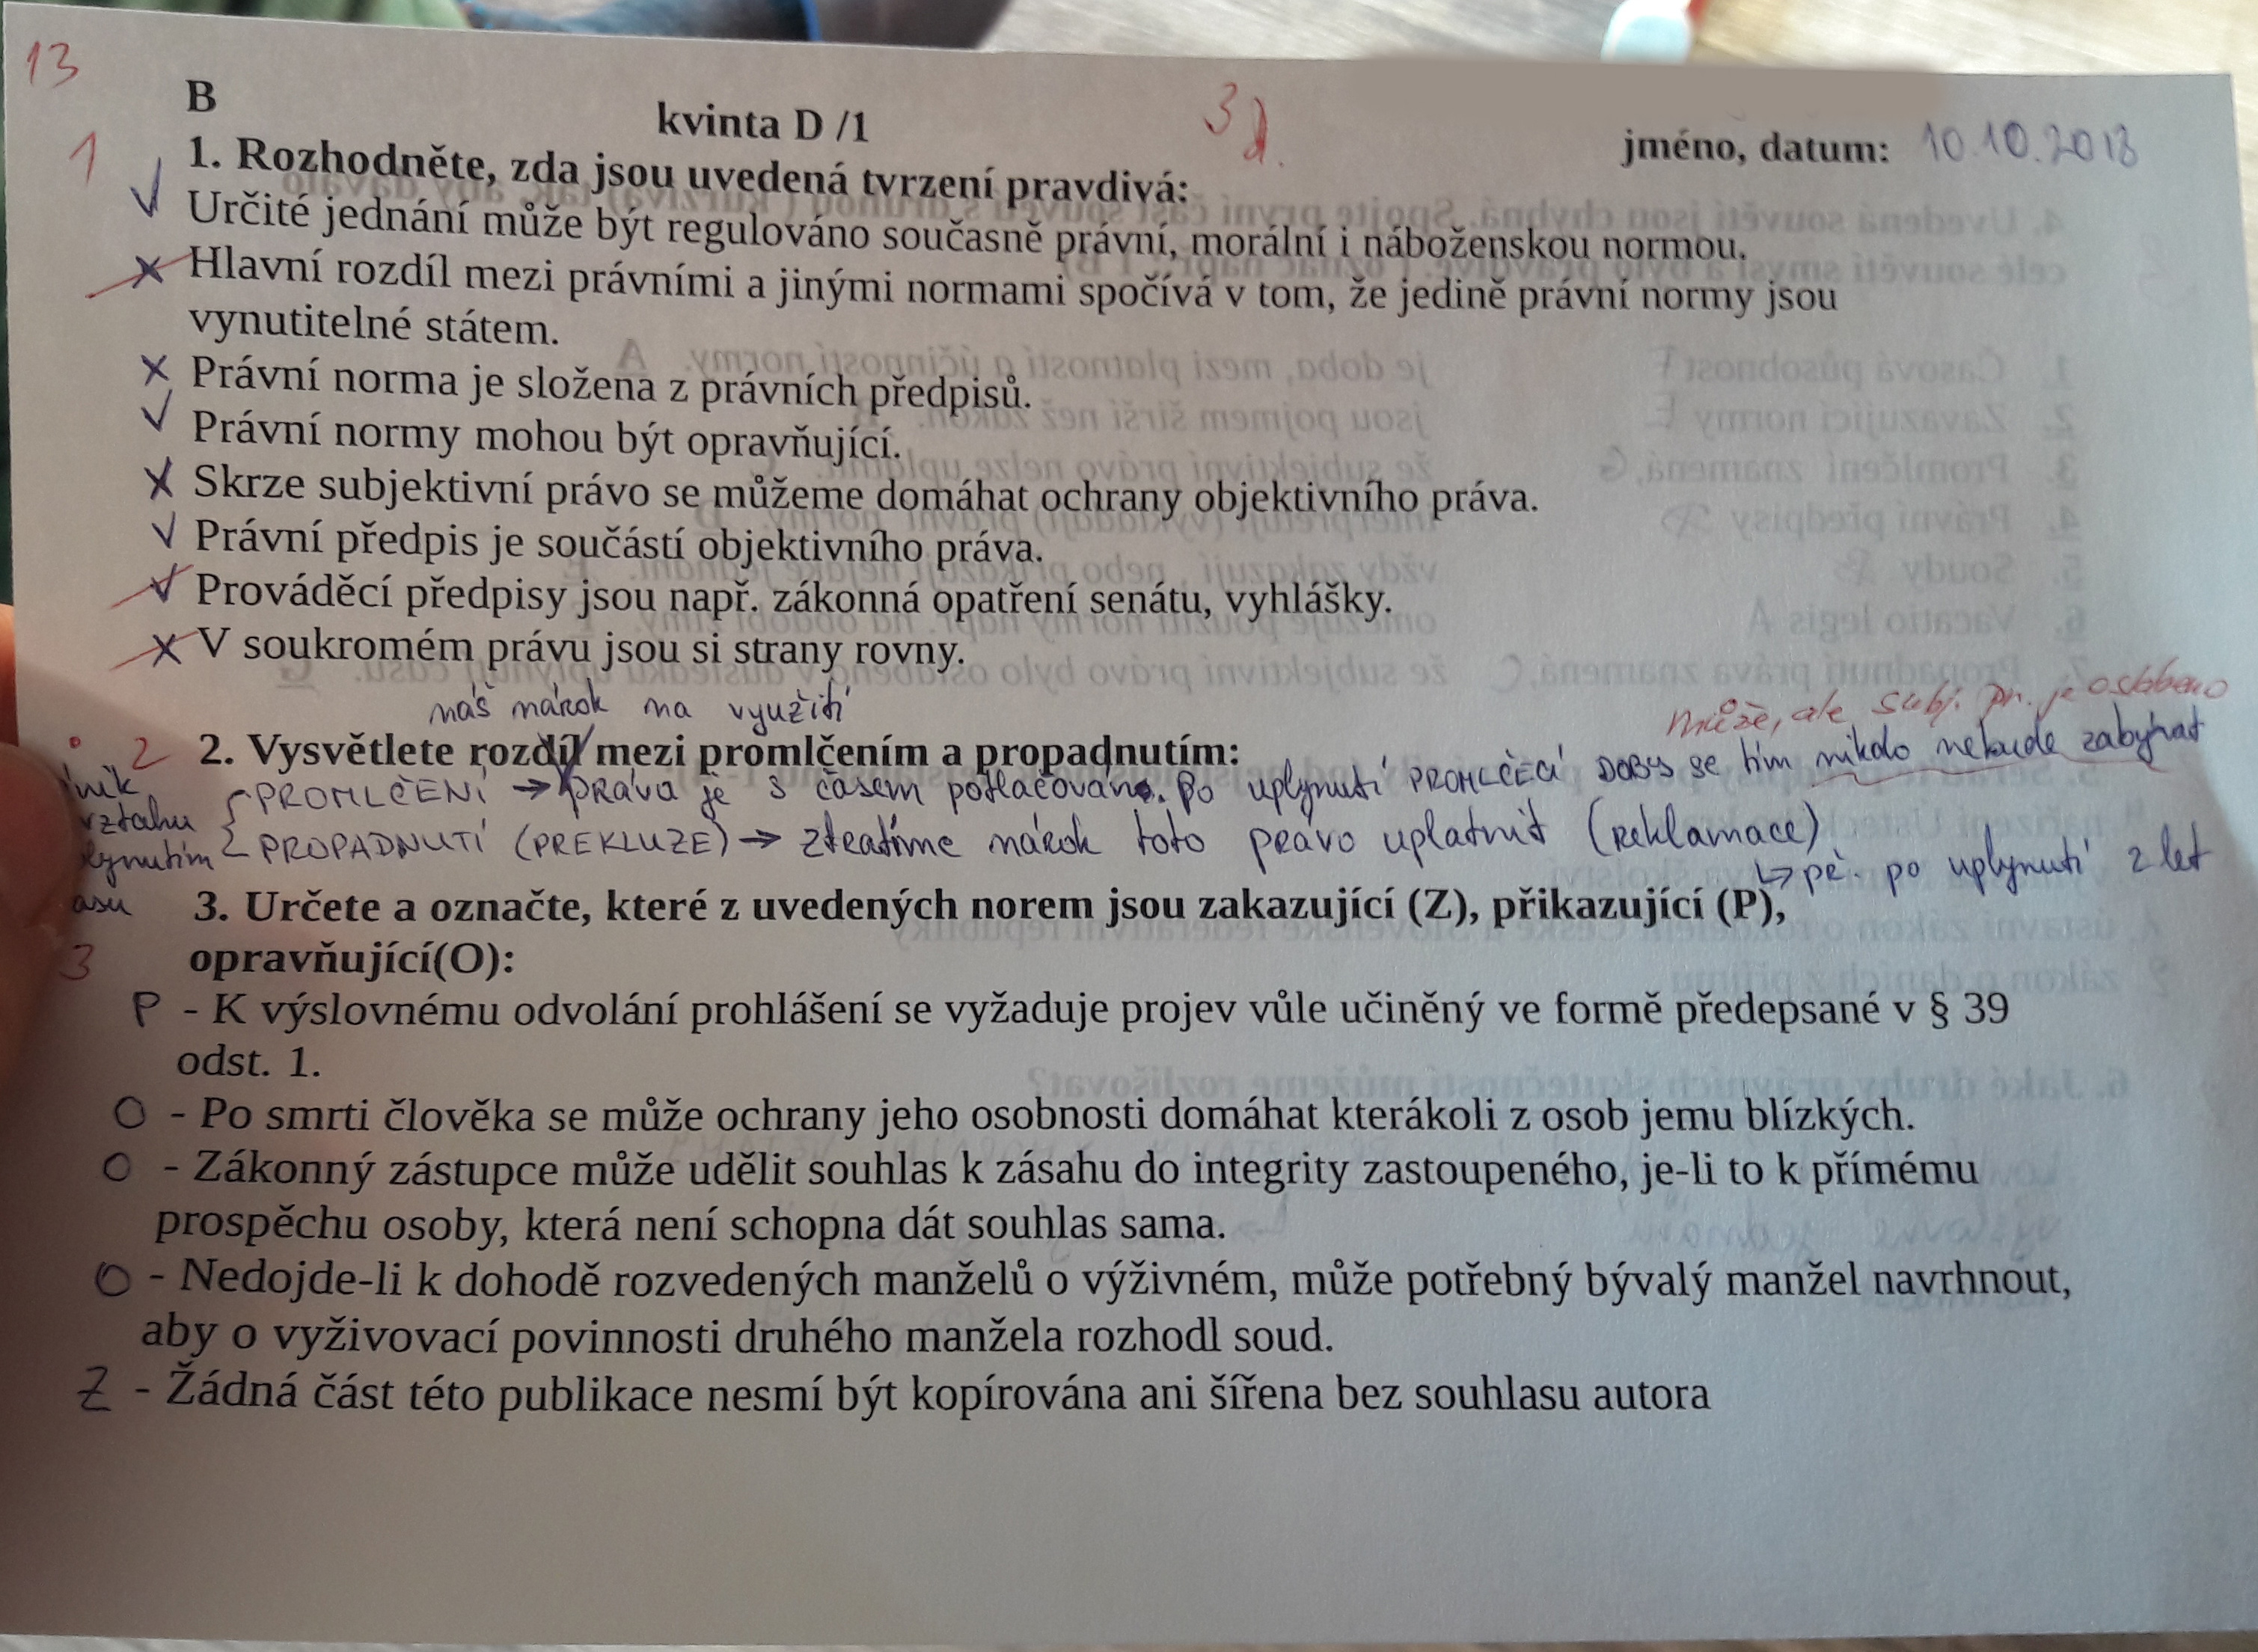 13
B
kvinta D /1
3
jméno, datum: 10.10.2018
1
1. Rozhodněte, zda jsou uvedená tvrzení pravdivá:
✓ Určité jednání může být regulováno současně právní, morální i náboženskou normou.
× Hlavní rozdíl mezi právními a jinými normami spočívá v tom, že jedině právní normy jsou
vynutitelné státem.
× Právní norma je složena z právních předpisů.
✓ Právní normy mohou být opravňující.
× Skrze subjektivní právo se můžeme domáhat ochrany objektivního práva.
✓ Právní předpis je součástí objektivního práva.
✓ Prováděcí předpisy jsou např. zákonná opatření senátu, vyhlášky.
× V soukromém právu jsou si strany rovny.
náš nárok na využití
může, ale subj. pr. je oslabeno
2 2. Vysvětlete rozdíl mezi promlčením a propadnutím:
PROMLČENÍ → práva je s časem potlačováno. Po uplynutí PROMLČECÍ DOBY se tím nikdo nebude zabývat
vztahu
PROPADNUTÍ (PREKLUZE) → ztratíme nárok toto právo uplatnit (reklamace)
↳ př. po uplynutí 2 let
3. Určete a označte, které z uvedených norem jsou zakazující (Z), přikazující (P),
3 opravňující(O):
P - K výslovnému odvolání prohlášení se vyžaduje projev vůle učiněný ve formě předepsané v § 39
odst. 1.
O - Po smrti člověka se může ochrany jeho osobnosti domáhat kterákoli z osob jemu blízkých.
O - Zákonný zástupce může udělit souhlas k zásahu do integrity zastoupeného, je-li to k přímému
prospěchu osoby, která není schopna dát souhlas sama.
O - Nedojde-li k dohodě rozvedených manželů o výživném, může potřebný bývalý manžel navrhnout,
aby o vyživovací povinnosti druhého manžela rozhodl soud.
Z - Žádná část této publikace nesmí být kopírována ani šířena bez souhlasu autora